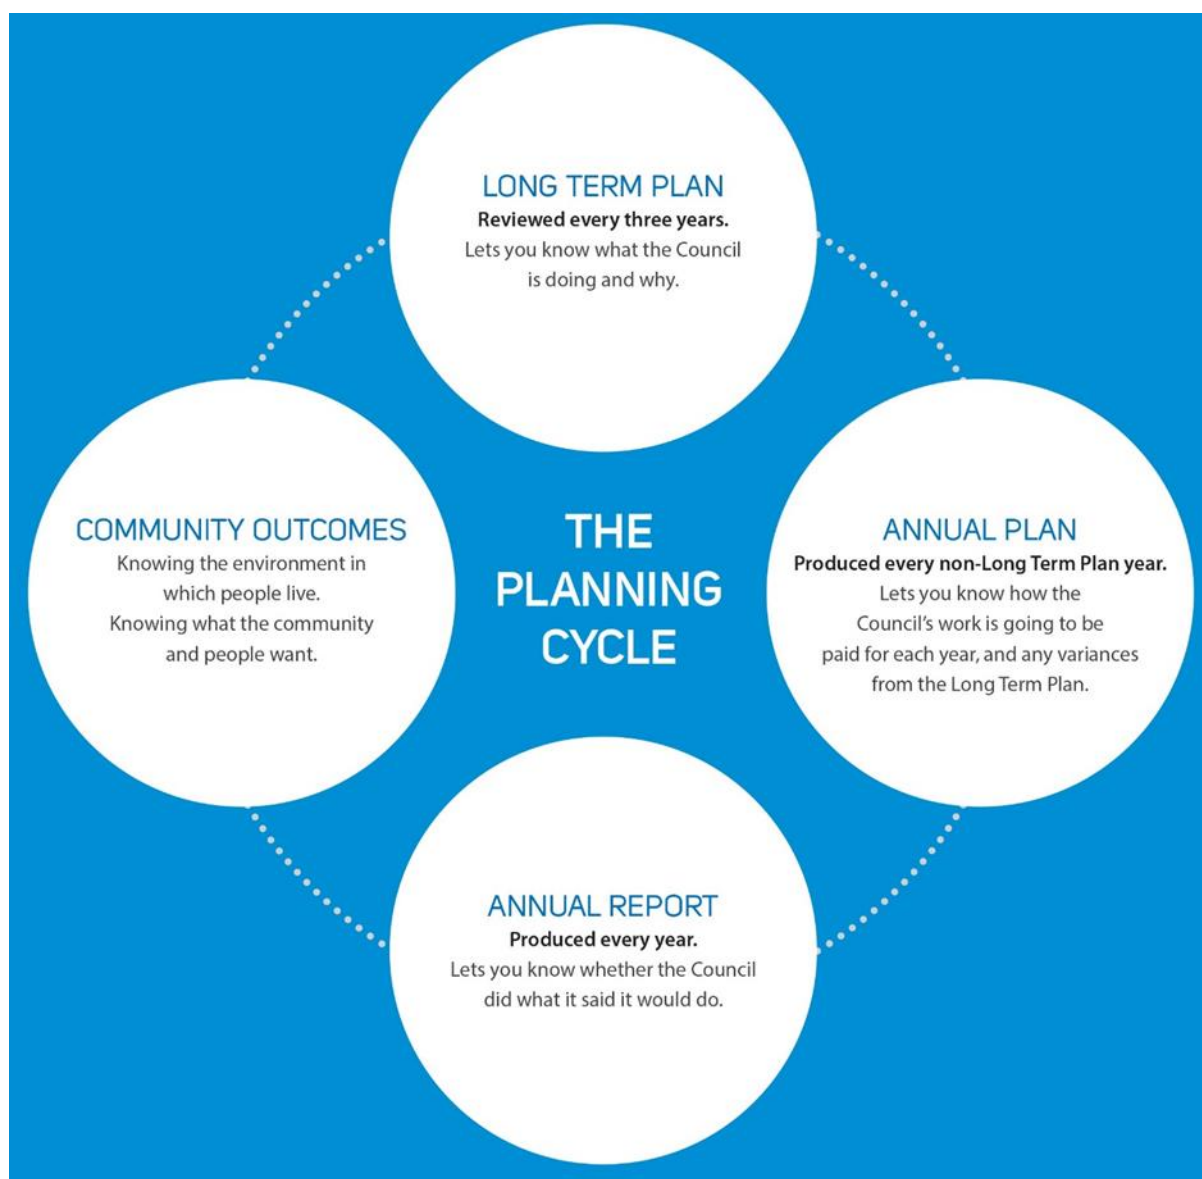 LONG TERM PLAN
Reviewed every three years.
Lets you know what the Council
is doing and why.
COMMUNITY OUTCOMES
Knowing the environment in
which people live.
Knowing what the community
and people want.
THE
PLANNING
CYCLE
ANNUAL PLAN
Produced every non-Long Term Plan year.
Lets you know how the
Council's work is going to be
paid for each year, and any variances
from the Long Term Plan.
ANNUAL REPORT
Produced every year.
Lets you know whether the Council
did what it said it would do.